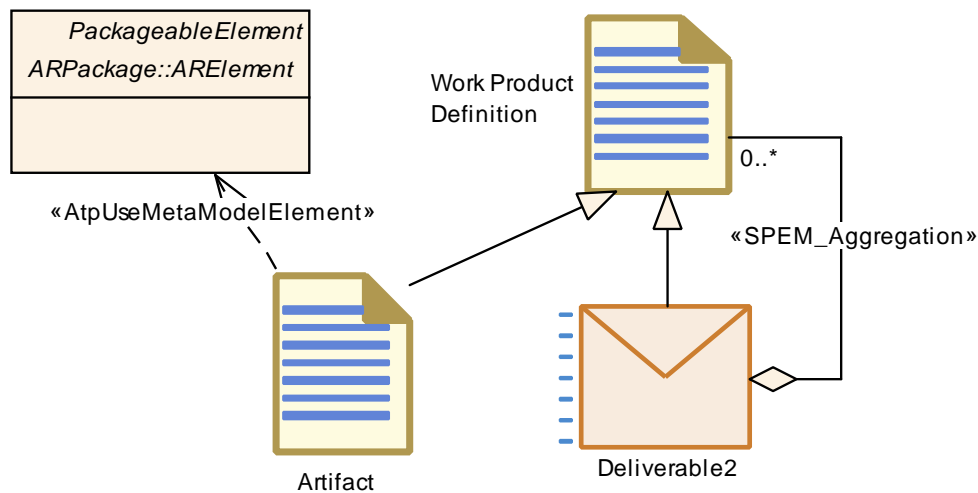 PackageableElement
ARPackage::ARElement
Work Product
Definition
0..*
«AtpUseMetaModelElement»
«SPEM_Aggregation»
Artifact
Deliverable2